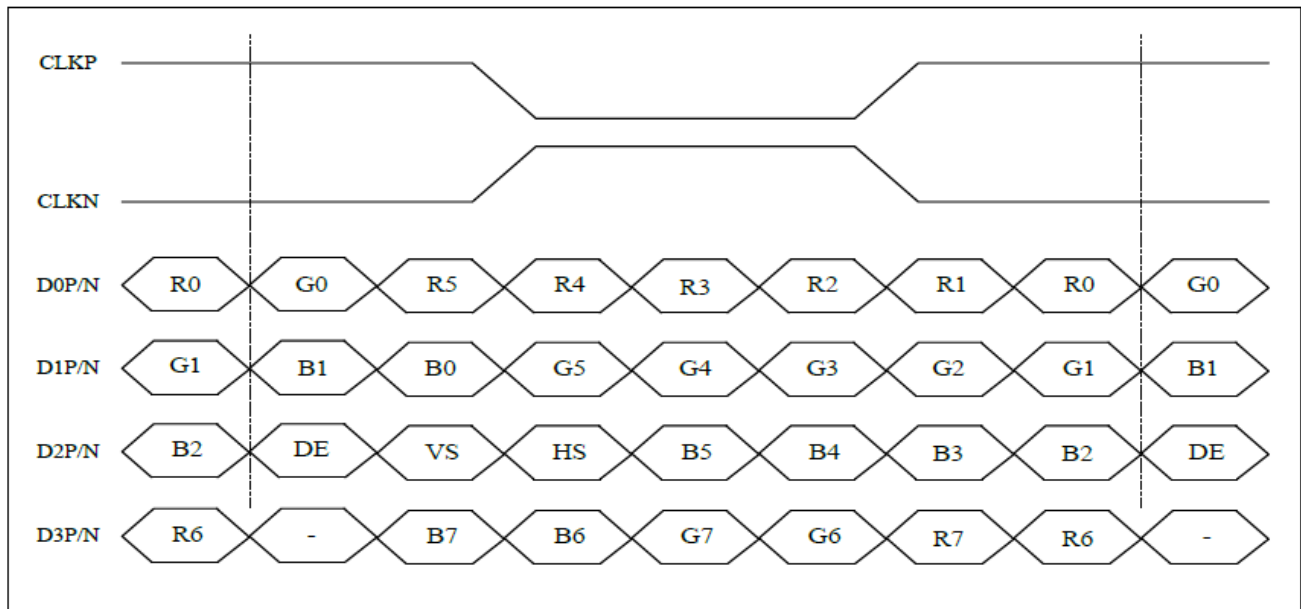 CLKP
CLKN
D0P/N R0 G0 R5 R4 R3 R2 R1 R0 G0
D1P/N G1 B1 B0 G5 G4 G3 G2 G1 B1
D2P/N B2 DE VS HS B5 B4 B3 B2 DE
D3P/N R6 - B7 B6 G7 G6 R7 R6 -